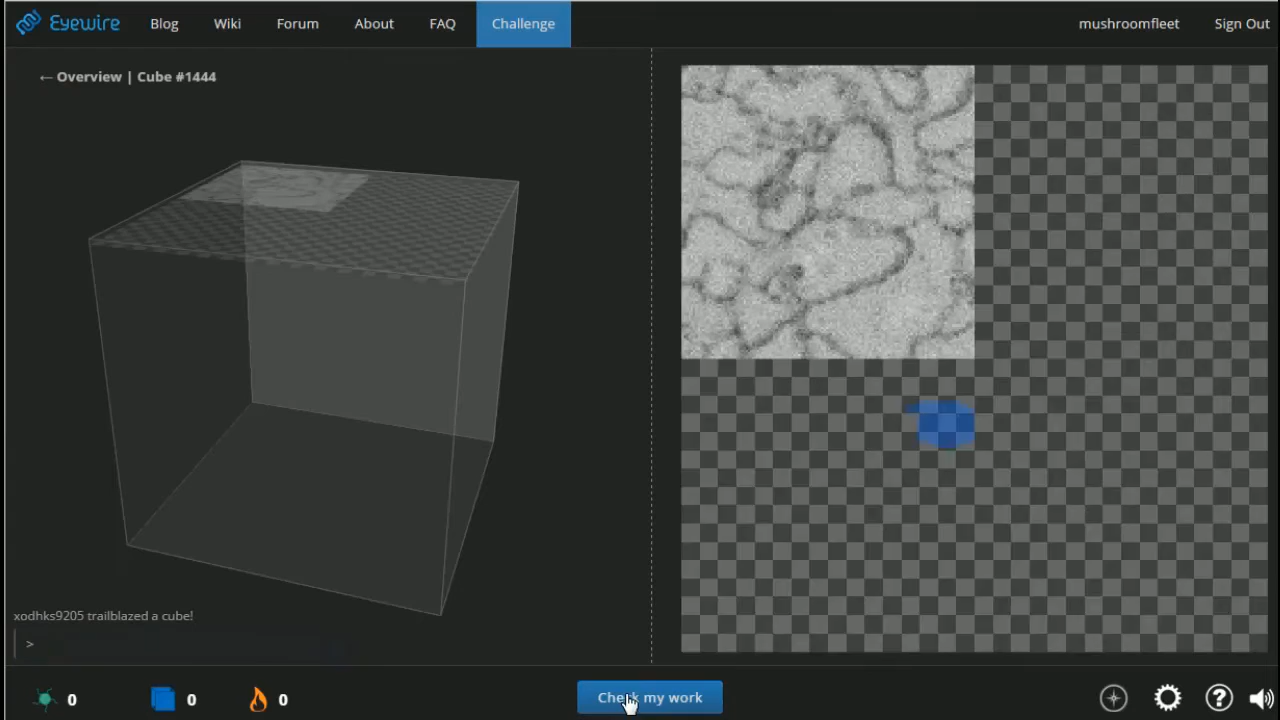 Eyewire Blog Wiki Forum About FAQ Challenge mushroomfleet Sign Out
← Overview | Cube #1444
xodhks9205 trailblazed a cube!
>
0 0 0 Check my work ?